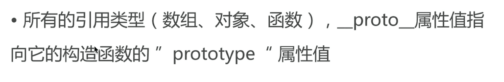 • 所有的引用类型（数组、对象、函数），__proto__属性值指
向它的构造函数的 ”prototype“ 属性值